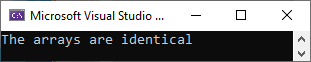 Microsoft Visual Studio ...
The arrays are identical